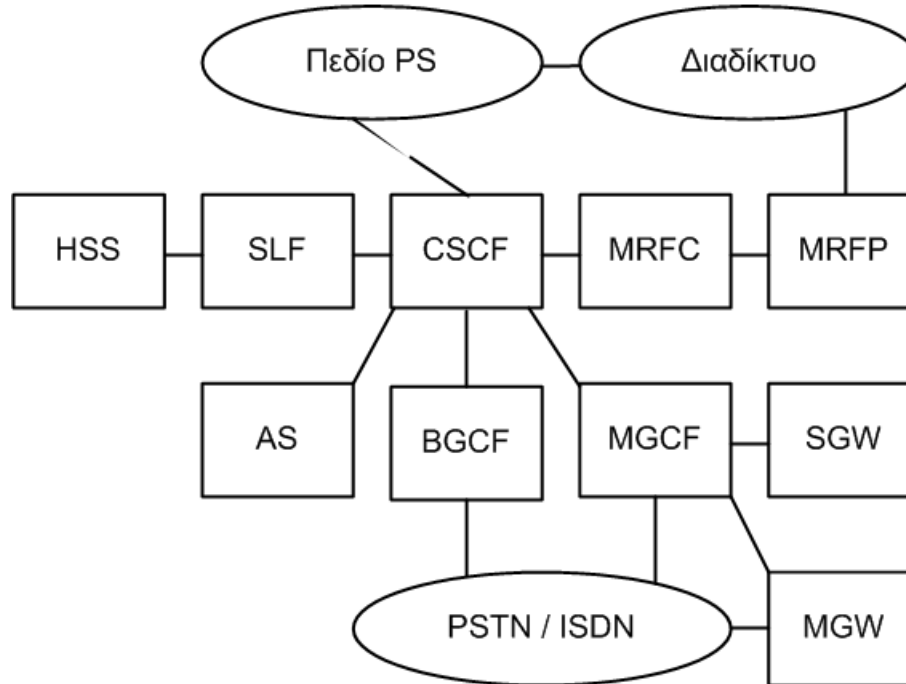 Πεδίο PS
Διαδίκτυο
HSS
SLF
CSCF
MRFC
MRFP
AS
BGCF
MGCF
SGW
PSTN / ISDN
MGW